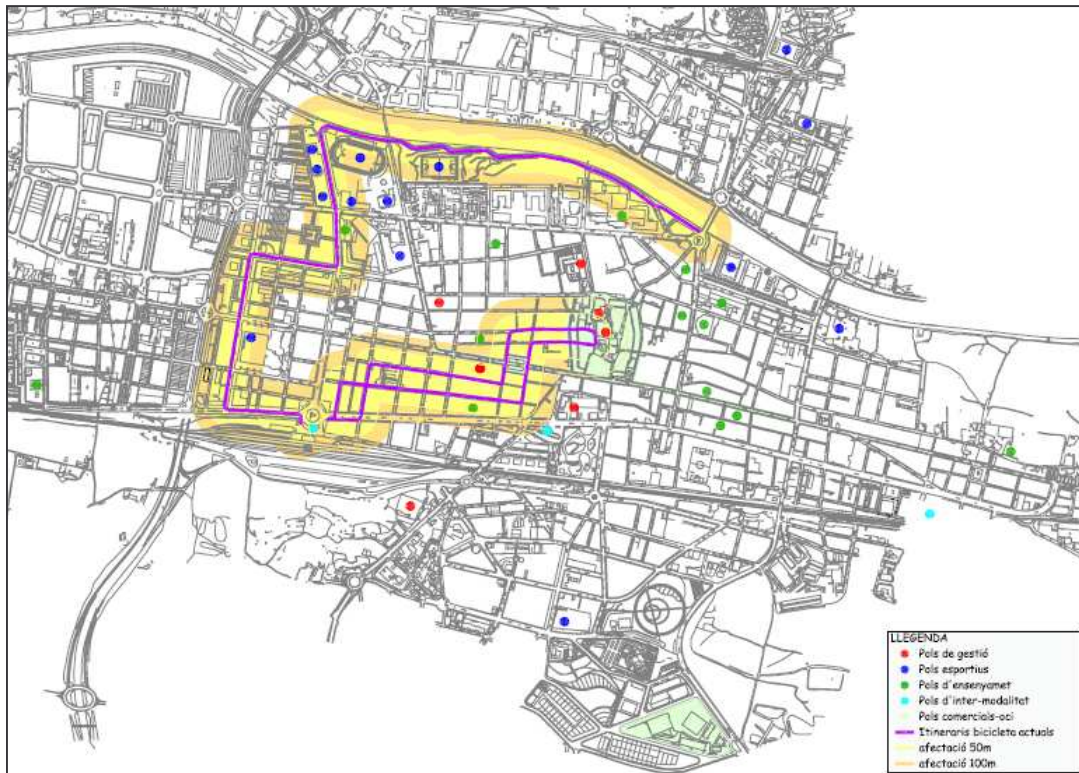 LLEGENDA
Pols de gestió
Pols esportius
Pols d'ensenyamet
Pols d'inter-modalitat
Pols comercials-oci
Itineraris bicicleta actuals
afectació 50m
afectació 100m